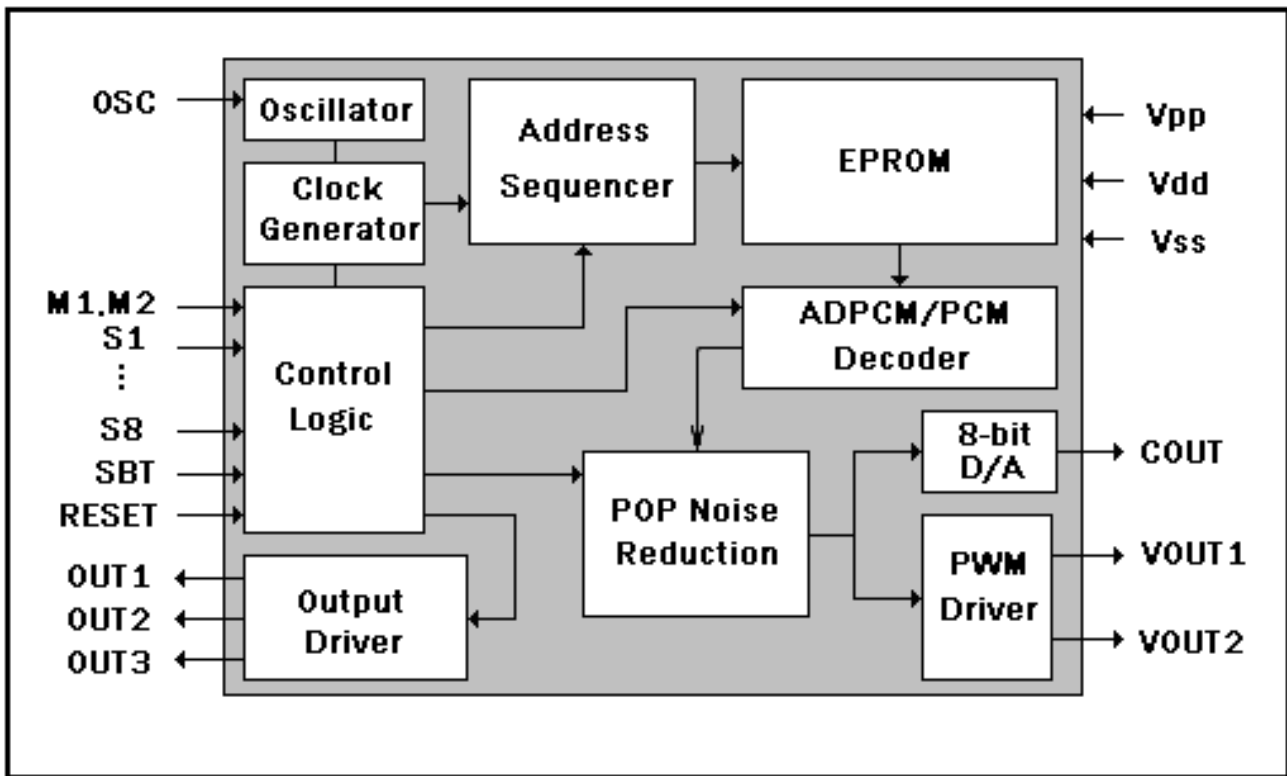 OSC
Oscillator
Clock
Generator
Address
Sequencer
EPROM
Vpp
Vdd
Vss
M1,M2
S1
⋮
S8
SBT
RESET
Control
Logic
ADPCM/PCM
Decoder
POP Noise
Reduction
8-bit
D/A
COUT
PWM
Driver
VOUT1
VOUT2
OUT1
OUT2
OUT3
Output
Driver